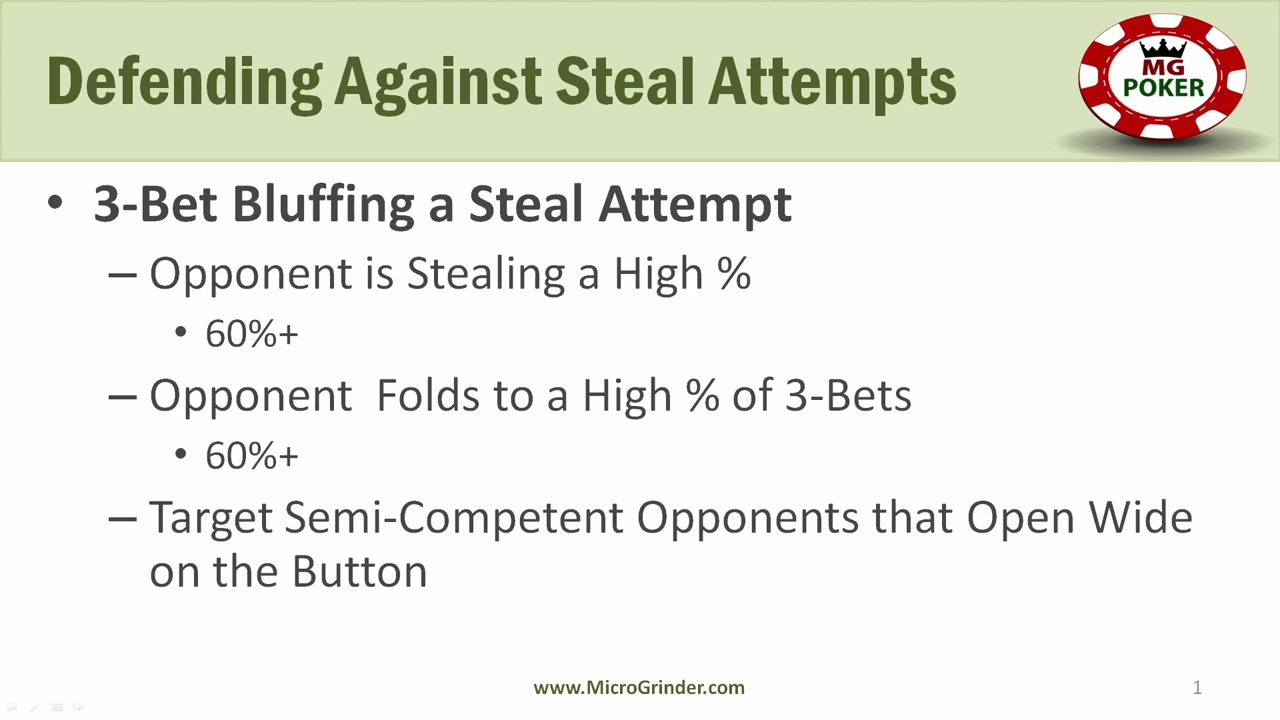 Defending Against Steal Attempts
MG
POKER
• 3-Bet Bluffing a Steal Attempt
– Opponent is Stealing a High %
• 60%+
– Opponent  Folds to a High % of 3-Bets
• 60%+
– Target Semi-Competent Opponents that Open Wide
on the Button
www.MicroGrinder.com
1